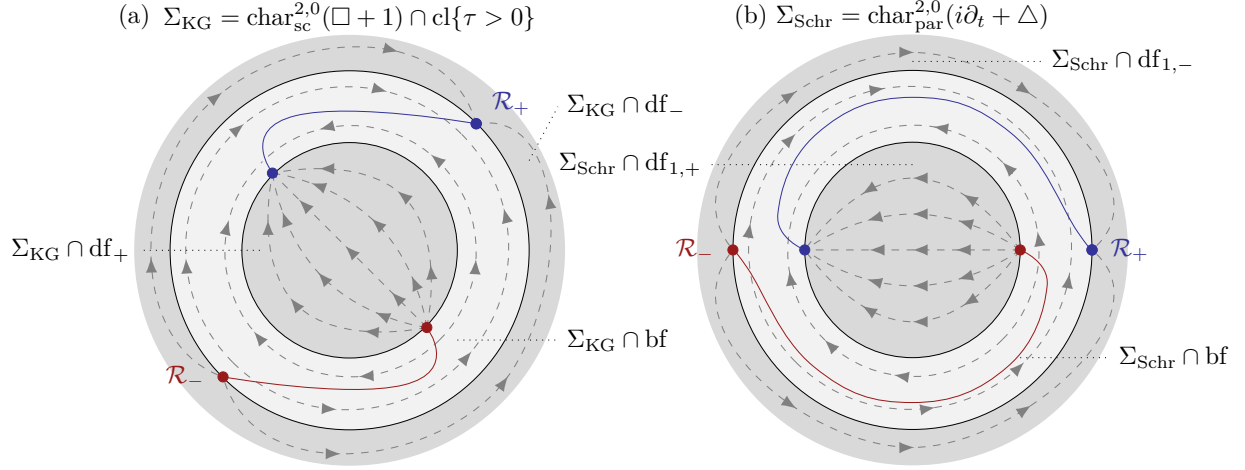 (a) Σ_KG = char_sc^{2,0}(□ + 1) ∩ cl{τ > 0}
(b) Σ_Schr = char_par^{2,0}(i∂_t + △)
Σ_Schr ∩ df_{1,−}
R_+
Σ_KG ∩ df_−
Σ_Schr ∩ df_{1,+}
Σ_KG ∩ df_+
R_−
R_+
Σ_KG ∩ bf
Σ_Schr ∩ bf
R_−